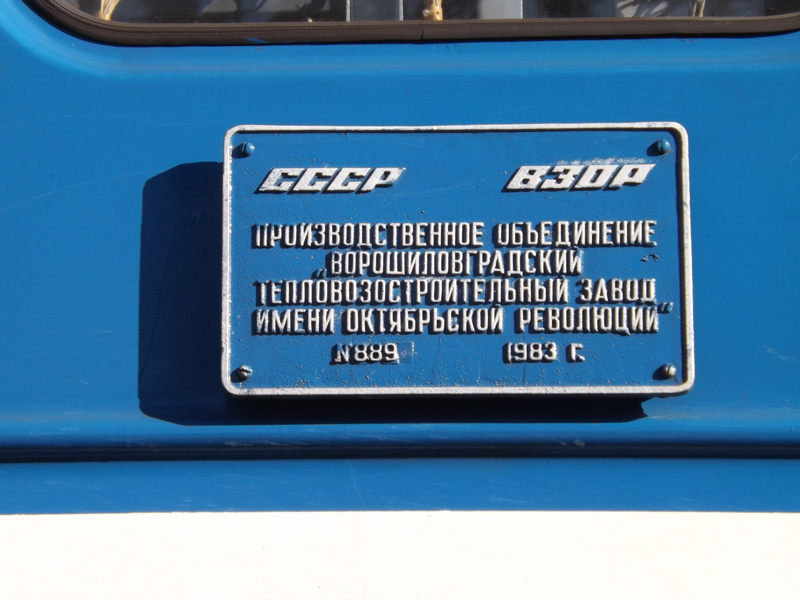 СССР ВЗОР
ПРОИЗВОДСТВЕННОЕ ОБЪЕДИНЕНИЕ
„ВОРОШИЛОВГРАДСКИЙ
ТЕПЛОВОЗОСТРОИТЕЛЬНЫЙ ЗАВОД
ИМЕНИ ОКТЯБРЬСКОЙ РЕВОЛЮЦИИ“
№889 1983 Г.